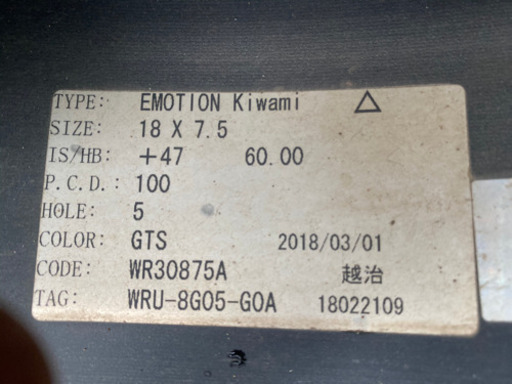 TYPE: EMOTION Kiwami △
SIZE: 18 X 7.5
IS/HB: +47 60.00
P.C.D.: 100
HOLE: 5
COLOR: GTS 2018/03/01
CODE: WR30875A 越治
TAG: WRU-8G05-G0A 18022109